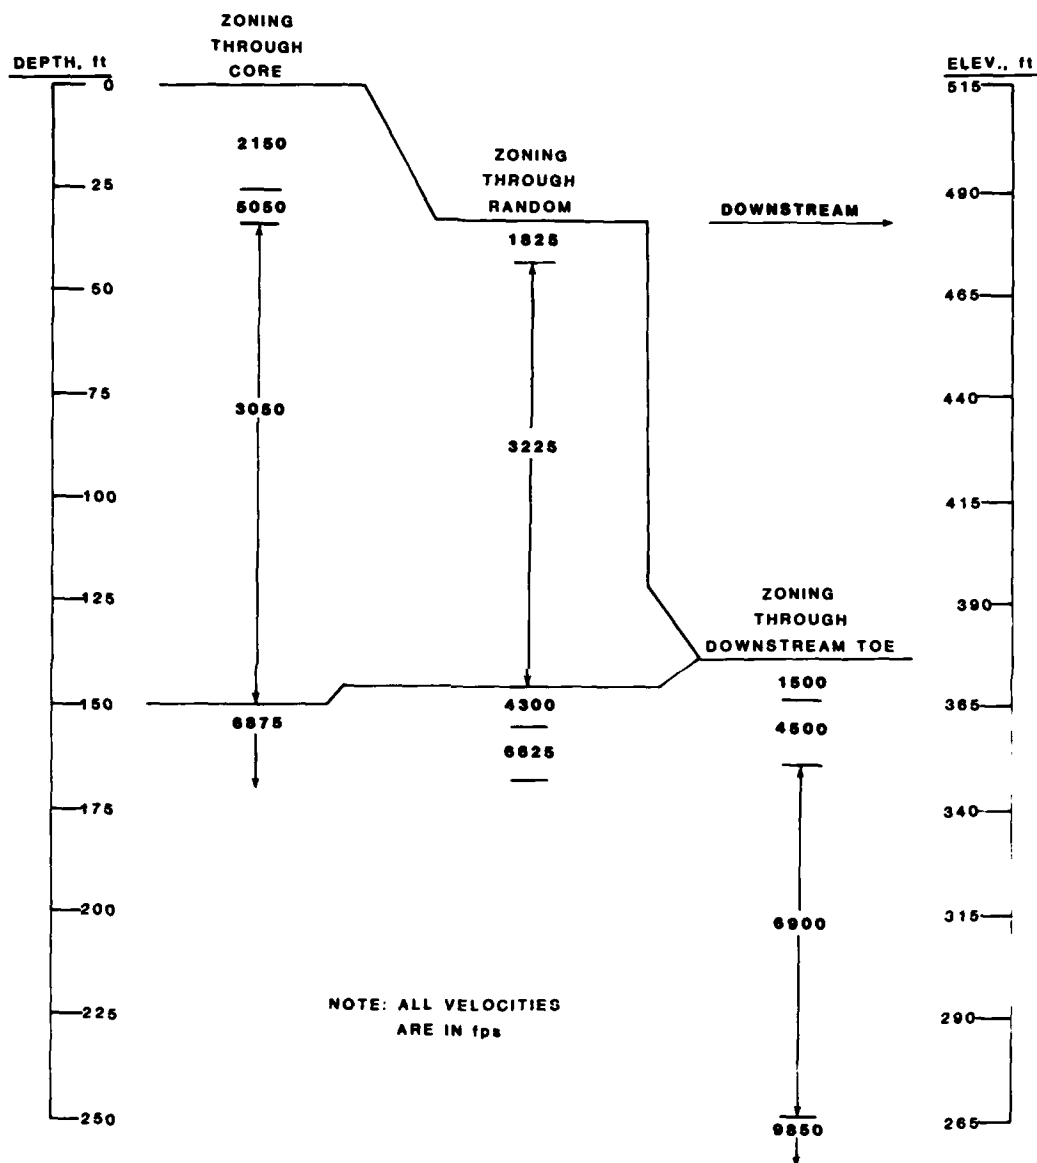 ZONING
THROUGH
CORE
DEPTH, ft
ELEV., ft
0
515
2150
ZONING
THROUGH
RANDOM
25
490
5050
DOWNSTREAM
1825
50
465
75
440
3050
3225
100
415
125
390
ZONING
THROUGH
DOWNSTREAM TOE
1500
150
365
6875
4300
4500
6625
175
340
200
315
6900
NOTE: ALL VELOCITIES
ARE IN fps
225
290
250
265
9850